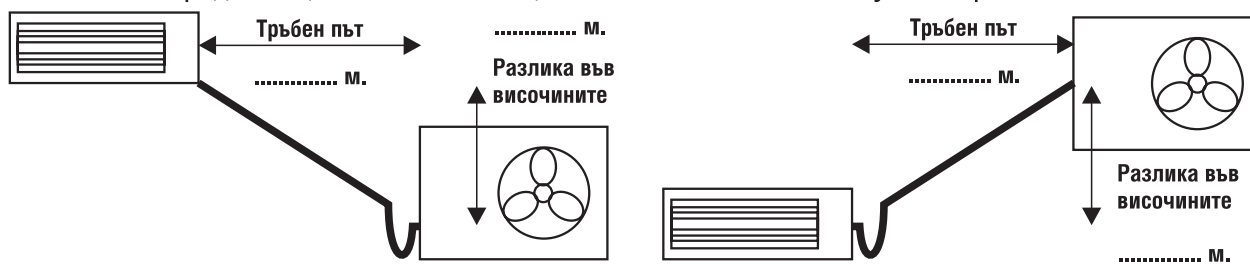 Тръбен път
............. м.
............. м.
Разлика във
височините
Тръбен път
............. м.
Разлика във
височините
............. м.